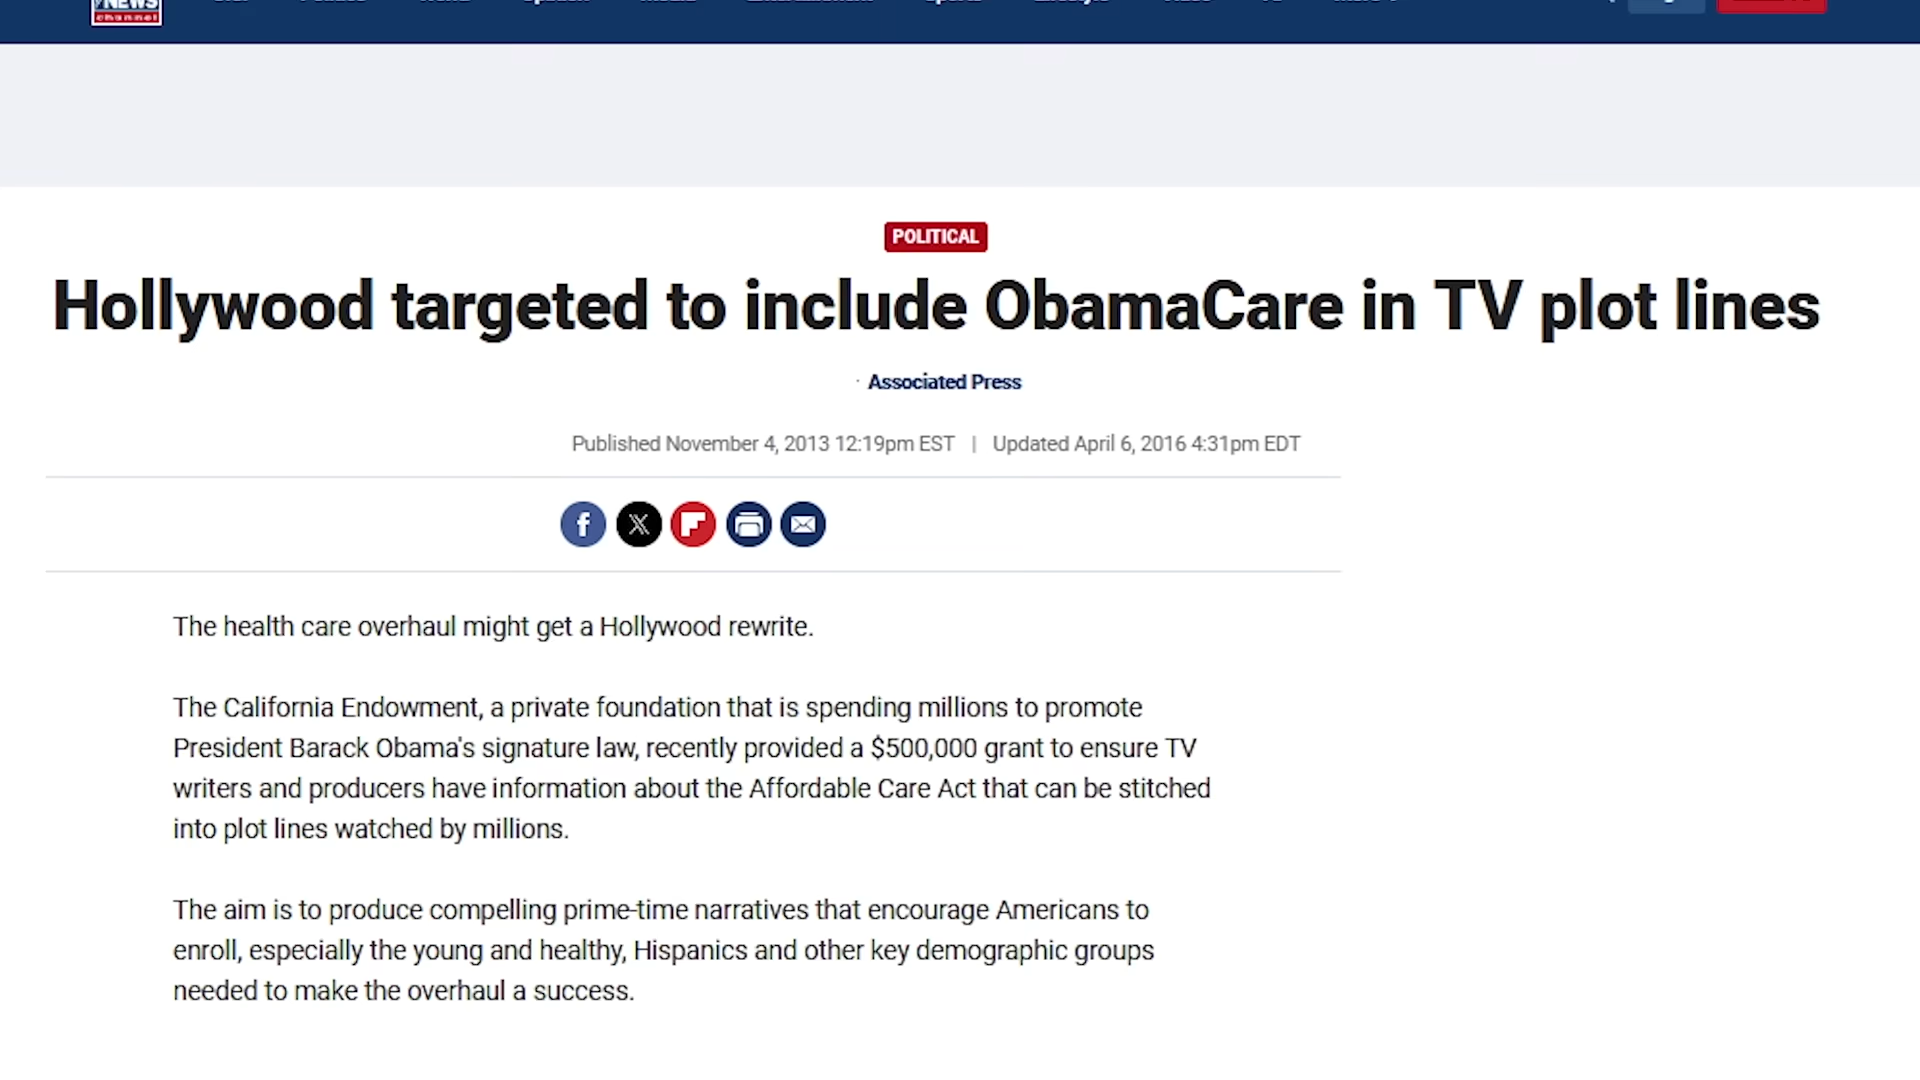 NEWS
channel
POLITICAL
Hollywood targeted to include ObamaCare in TV plot lines
· Associated Press
Published November 4, 2013 12:19pm EST | Updated April 6, 2016 4:31pm EDT
The health care overhaul might get a Hollywood rewrite.
The California Endowment, a private foundation that is spending millions to promote
President Barack Obama's signature law, recently provided a $500,000 grant to ensure TV
writers and producers have information about the Affordable Care Act that can be stitched
into plot lines watched by millions.
The aim is to produce compelling prime-time narratives that encourage Americans to
enroll, especially the young and healthy, Hispanics and other key demographic groups
needed to make the overhaul a success.